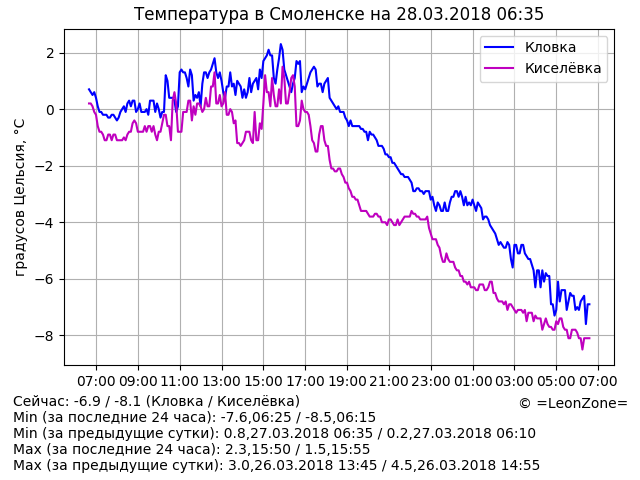 Температура в Смоленске на 28.03.2018 06:35
градусов Цельсия, °C
2
0
−2
−4
−6
−8
Кловка
Киселёвка
07:00 09:00 11:00 13:00 15:00 17:00 19:00 21:00 23:00 01:00 03:00 05:00 07:00
Сейчас: -6.9 / -8.1 (Кловка / Киселёвка)
© =LeonZone=
Min (за последние 24 часа): -7.6,06:25 / -8.5,06:15
Min (за предыдущие сутки): 0.8,27.03.2018 06:35 / 0.2,27.03.2018 06:10
Max (за последние 24 часа): 2.3,15:50 / 1.5,15:55
Max (за предыдущие сутки): 3.0,26.03.2018 13:45 / 4.5,26.03.2018 14:55